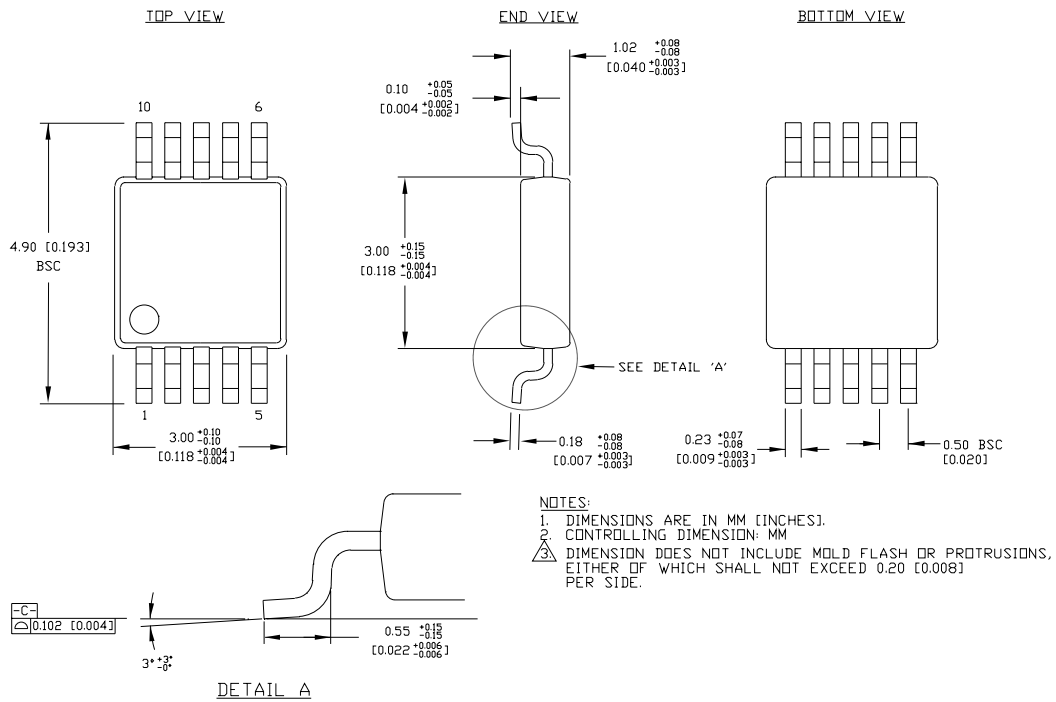 TOP VIEW
END VIEW
BOTTOM VIEW
1.02 +0.08 -0.08
[0.040 +0.003 -0.003]
0.10 +0.05 -0.05
[0.004 +0.002 -0.002]
10 6
4.90 [0.193]
BSC
3.00 +0.15 -0.15
[0.118 +0.004 -0.004]
SEE DETAIL 'A'
1 5
3.00 +0.10 -0.10
[0.118 +0.004 -0.004]
0.18 +0.08 -0.08
[0.007 +0.003 -0.003]
0.23 +0.07 -0.08
[0.009 +0.003 -0.003]
0.50 BSC
[0.020]
NOTES:
1. DIMENSIONS ARE IN MM [INCHES].
2. CONTROLLING DIMENSION: MM
3. DIMENSION DOES NOT INCLUDE MOLD FLASH OR PROTRUSIONS,
EITHER OF WHICH SHALL NOT EXCEED 0.20 [0.008]
PER SIDE.
-C-
0.102 [0.004]
3° +3° -0°
0.55 +0.15 -0.15
[0.022 +0.006 -0.006]
DETAIL A